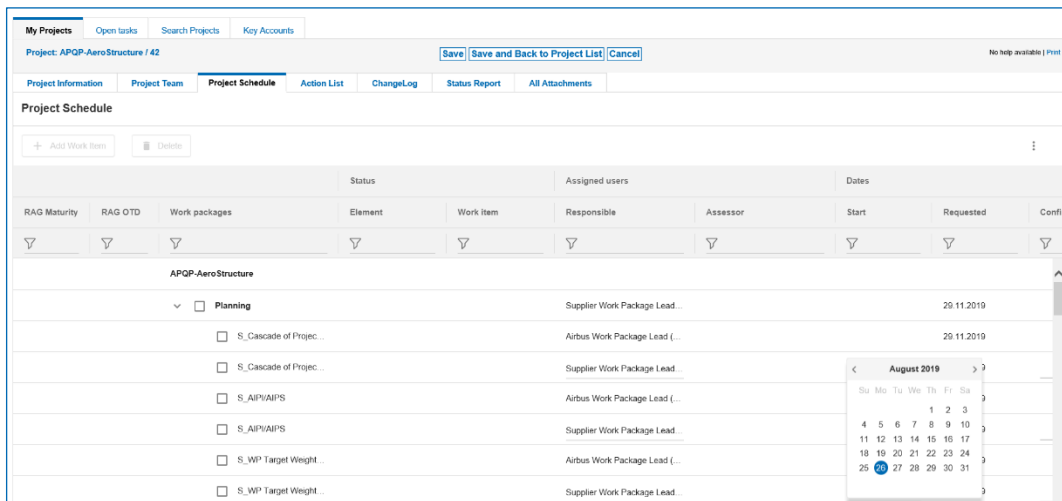 My Projects Open tasks Search Projects Key Accounts
Project: APQP-AeroStructure / 42 Save Save and Back to Project List Cancel No help available | Print
Project Information Project Team Project Schedule Action List ChangeLog Status Report All Attachments
Project Schedule
+ Add Work Item Delete
Status Assigned users Dates
RAG Maturity RAG OTD Work packages Element Work item Responsible Assessor Start Requested Confi
APQP-AeroStructure
Planning Supplier Work Package Lead... 29.11.2019
S_Cascade of Projec... Airbus Work Package Lead (... 29.11.2019
S_Cascade of Projec... Supplier Work Package Lead... 9
S_AIPI/AIPS Airbus Work Package Lead (... 9
S_AIPI/AIPS Supplier Work Package Lead... 9
S_WP Target Weight... Airbus Work Package Lead (... 9
S_WP Target Weight... Supplier Work Package Lead... 9
< August 2019 >
Su Mo Tu We Th Fr Sa
1 2 3
4 5 6 7 8 9 10
11 12 13 14 15 16 17
18 19 20 21 22 23 24
25 26 27 28 29 30 31